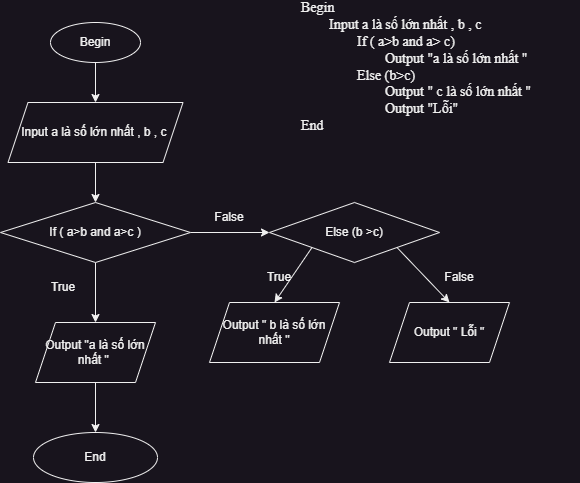 Begin
Input a là số lớn nhất , b , c
If ( a>b and a> c)
Output "a là số lớn nhất "
Else (b>c)
Output " c là số lớn nhất "
Output "Lỗi"
End
Begin
Input a là số lớn nhất , b , c
If ( a>b and a>c )
False
Else (b >c)
True
True
False
Output "a là số lớn
nhất "
Output " b là số lớn
nhất "
Output " Lỗi "
End